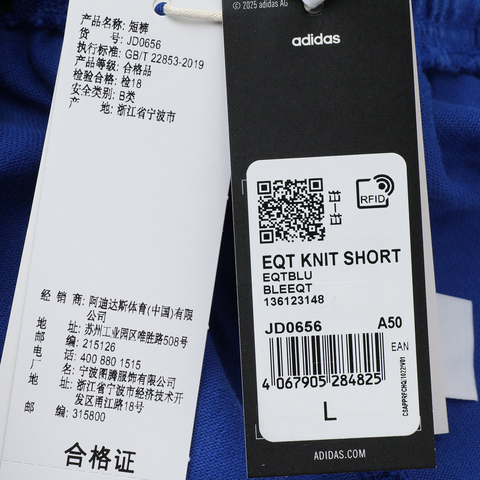 产品名称: 短裤
货 号: JD0656
执行标准: GB/T 22853-2019
产品等级: 合格品
检验合格: 检18
安全类别: B类
产 地: 浙江省宁波市
经 销 商: 阿迪达斯体育(中国)有限
公司
地 址: 苏州工业园区唯胜路508号
邮 编: 215126
电 话: 400 880 1515
厂 名: 宁波图腾服饰有限公司
地 址: 浙江省宁波市经济技术开
发区甬江路18号
邮 编: 315800
合格证
© 2025 adidas AG
adidas
RFID
EQT KNIT SHORT
EQTBLU
BLEEQT
136123148
JD0656 A50
EAN
4 067905 284825
L
ADIDAS.COM